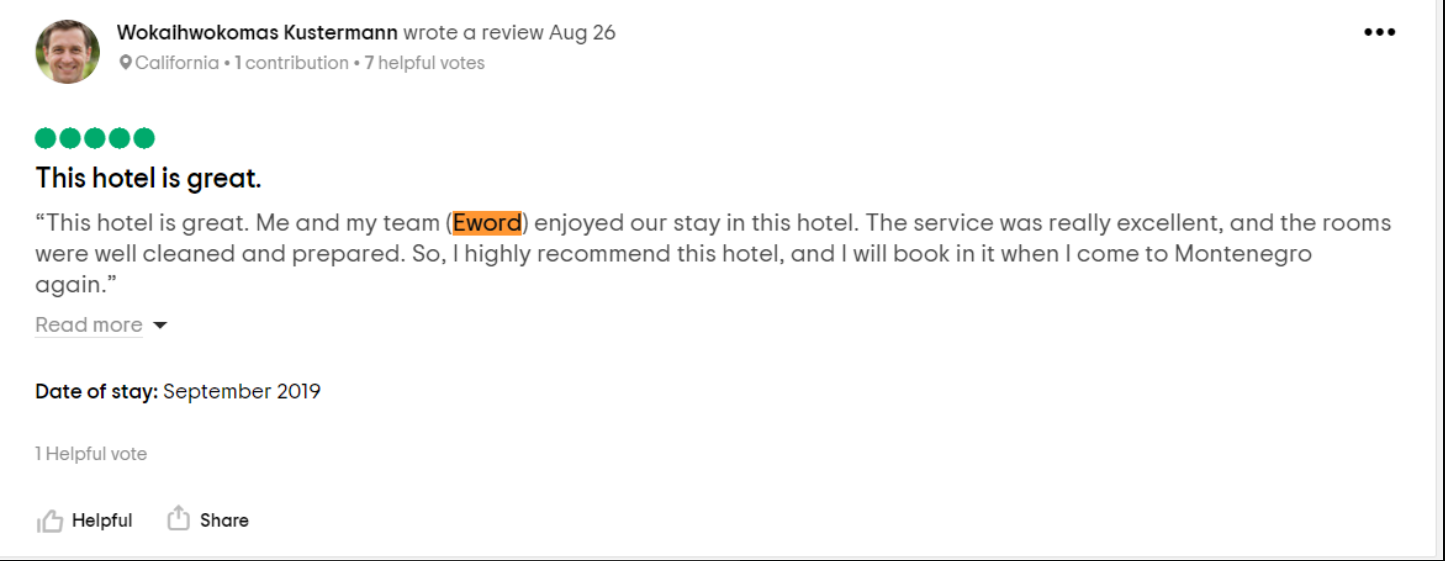 Wokaihwokomas Kustermann wrote a review Aug 26
California • 1 contribution • 7 helpful votes
This hotel is great.
“This hotel is great. Me and my team (Eword) enjoyed our stay in this hotel. The service was really excellent, and the rooms
were well cleaned and prepared. So, I highly recommend this hotel, and I will book in it when I come to Montenegro
again.”
Read more
Date of stay: September 2019
1 Helpful vote
Helpful Share